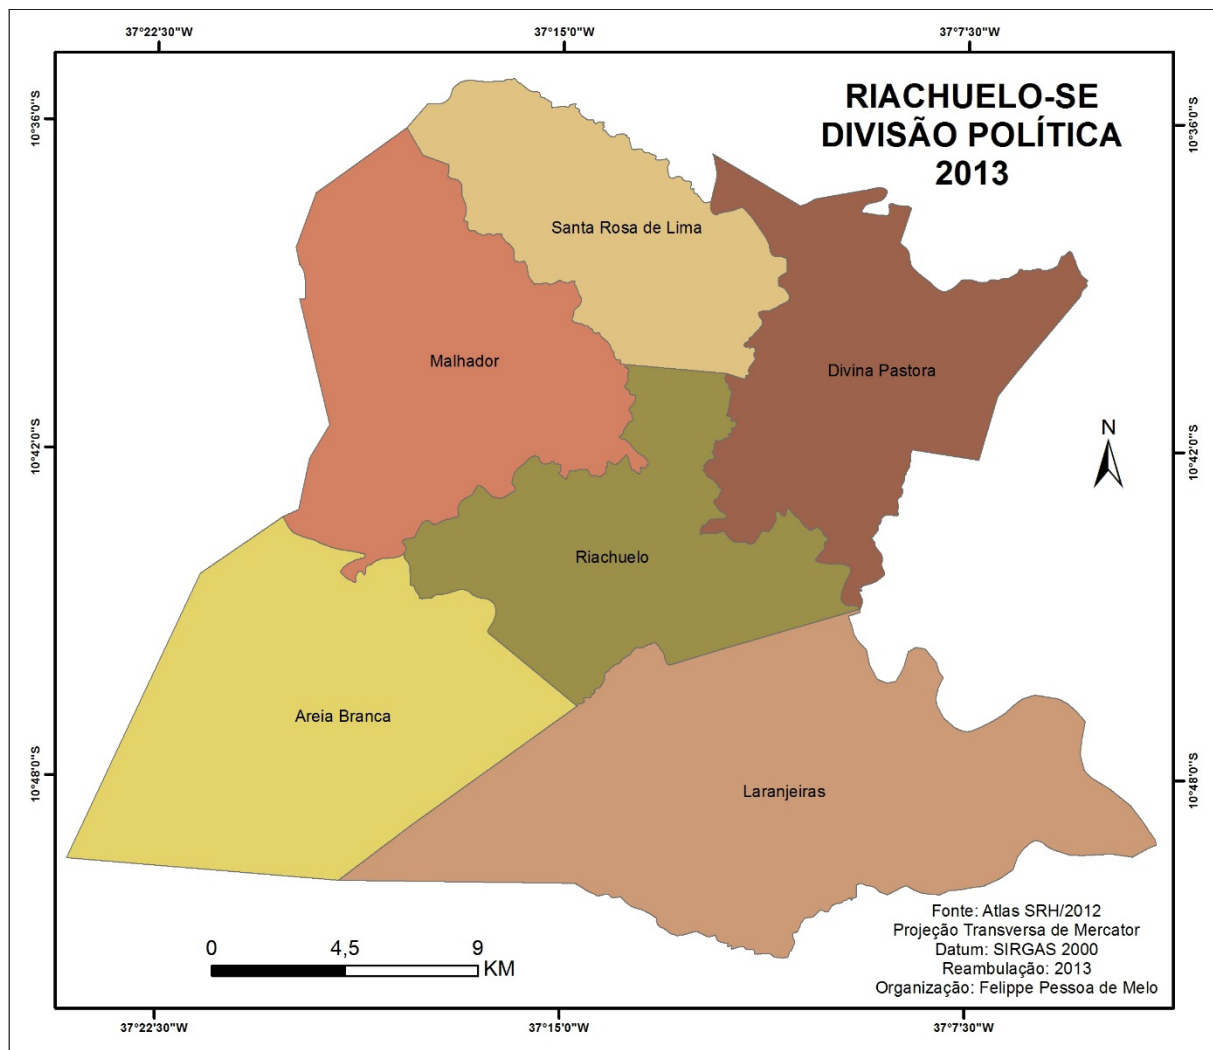 37°22'30"W
37°15'0"W
37°7'30"W
RIACHUELO-SE
DIVISÃO POLÍTICA
2013
10°36'0"S
10°36'0"S
Santa Rosa de Lima
Malhador
Divina Pastora
N
10°42'0"S
10°42'0"S
Riachuelo
Areia Branca
Laranjeiras
10°48'0"S
10°48'0"S
0 4,5 9
KM
Fonte: Atlas SRH/2012
Projeção Transversa de Mercator
Datum: SIRGAS 2000
Reambulação: 2013
Organização: Felippe Pessoa de Melo
37°22'30"W
37°15'0"W
37°7'30"W